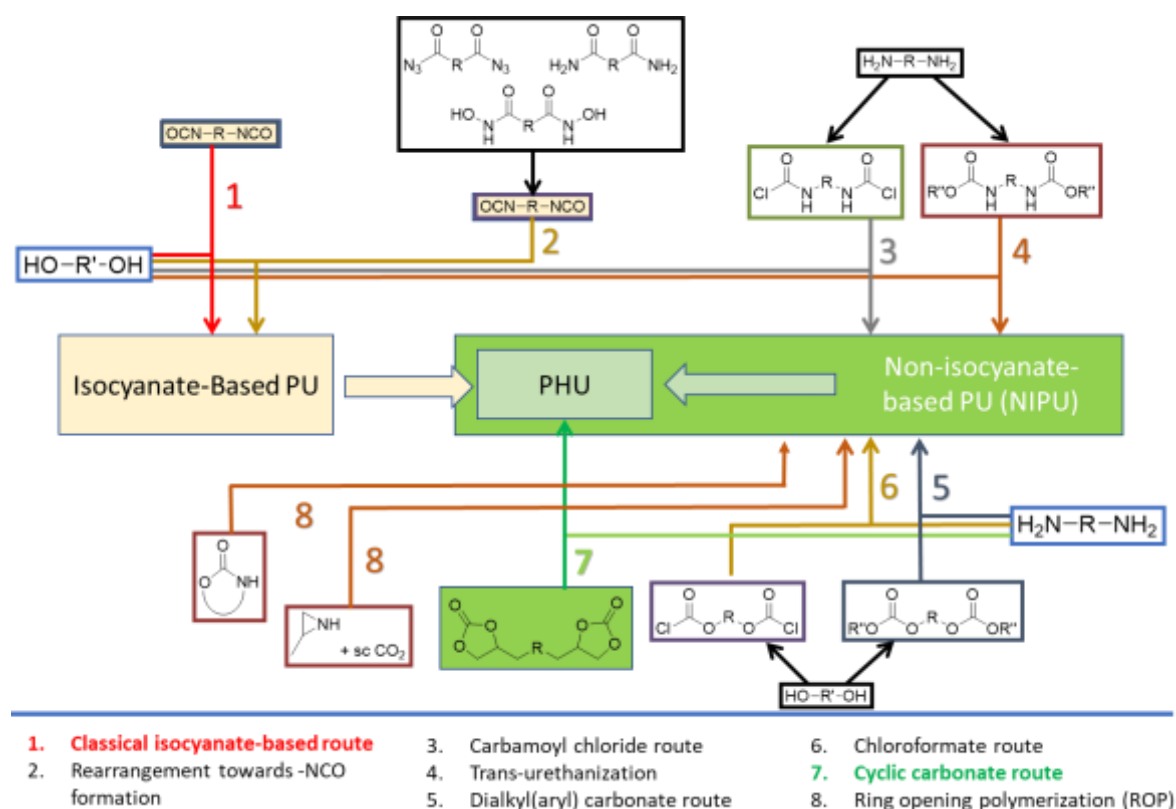 O O O O
N₃ R N₃ H₂N R NH₂
O O
HO N H R N H OH
H₂N–R–NH₂
OCN–R–NCO
OCN–R–NCO
O O
Cl N H R N H Cl
O O
R"O N H R N H OR"
1
2
3
4
HO–R'–OH
Isocyanate-Based PU
PHU
Non-isocyanate-
based PU (NIPU)
8
8
7
6
5
H₂N–R–NH₂
O
O NH
NH
+ sc CO₂
O O
O O R O O
O O
Cl O R O Cl
O O
R"O O R O OR"
HO–R'–OH
1. Classical isocyanate-based route
2. Rearrangement towards -NCO
formation
3. Carbamoyl chloride route
4. Trans-urethanization
5. Dialkyl(aryl) carbonate route
6. Chloroformate route
7. Cyclic carbonate route
8. Ring opening polymerization (ROP)